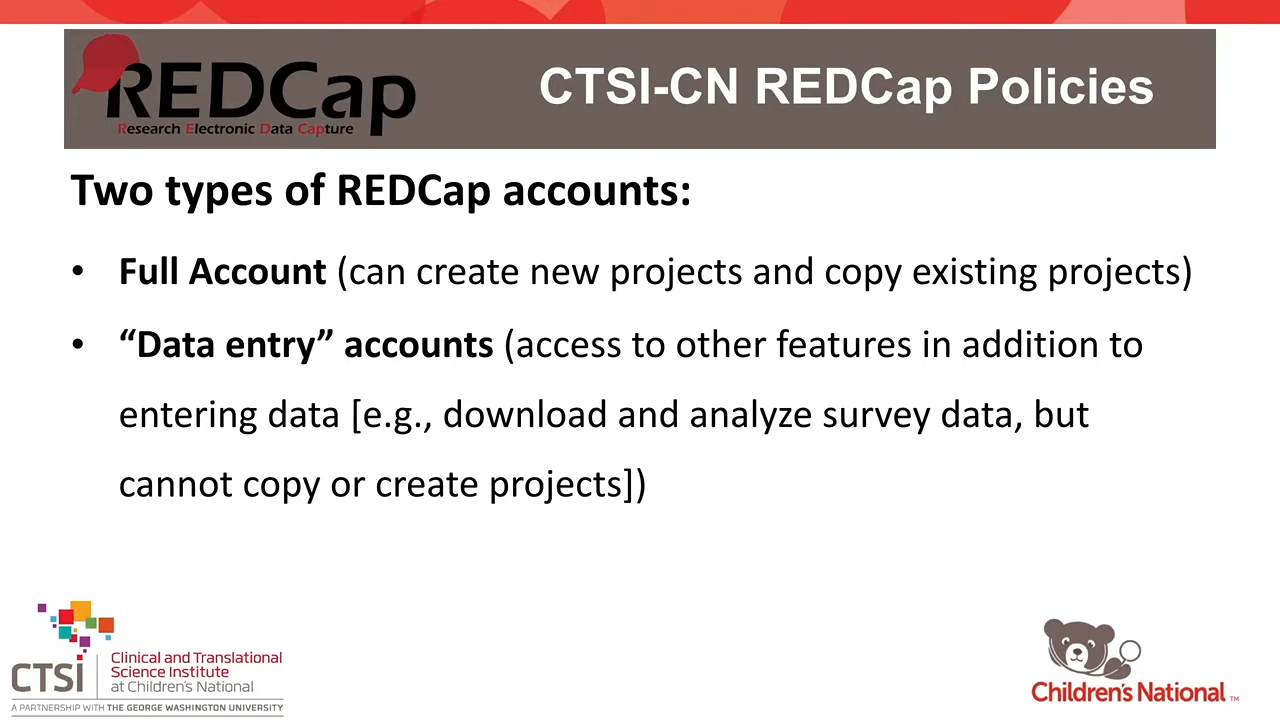 REDCap
Research Electronic Data Capture
CTSI-CN REDCap Policies
Two types of REDCap accounts:
• Full Account (can create new projects and copy existing projects)
• “Data entry” accounts (access to other features in addition to
entering data [e.g., download and analyze survey data, but
cannot copy or create projects])
CTSi
Clinical and Translational
Science Institute
at Children's National
A PARTNERSHIP WITH THE GEORGE WASHINGTON UNIVERSITY
Children's National ™